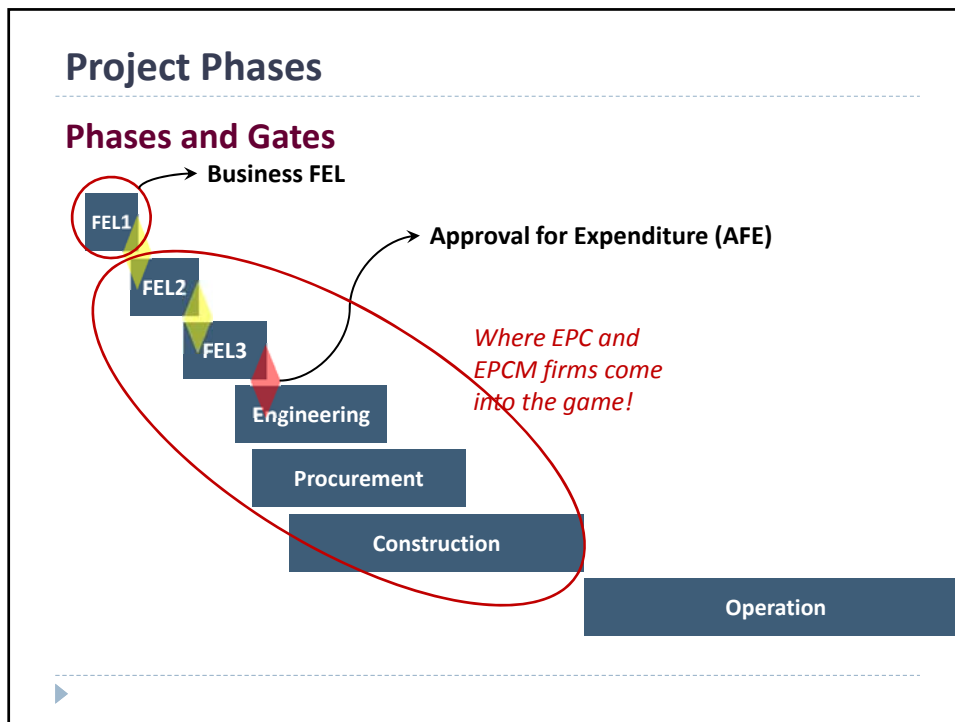 Project Phases
Phases and Gates
Business FEL
FEL1
Approval for Expenditure (AFE)
FEL2
FEL3
Where EPC and
EPCM firms come
into the game!
Engineering
Procurement
Construction
Operation